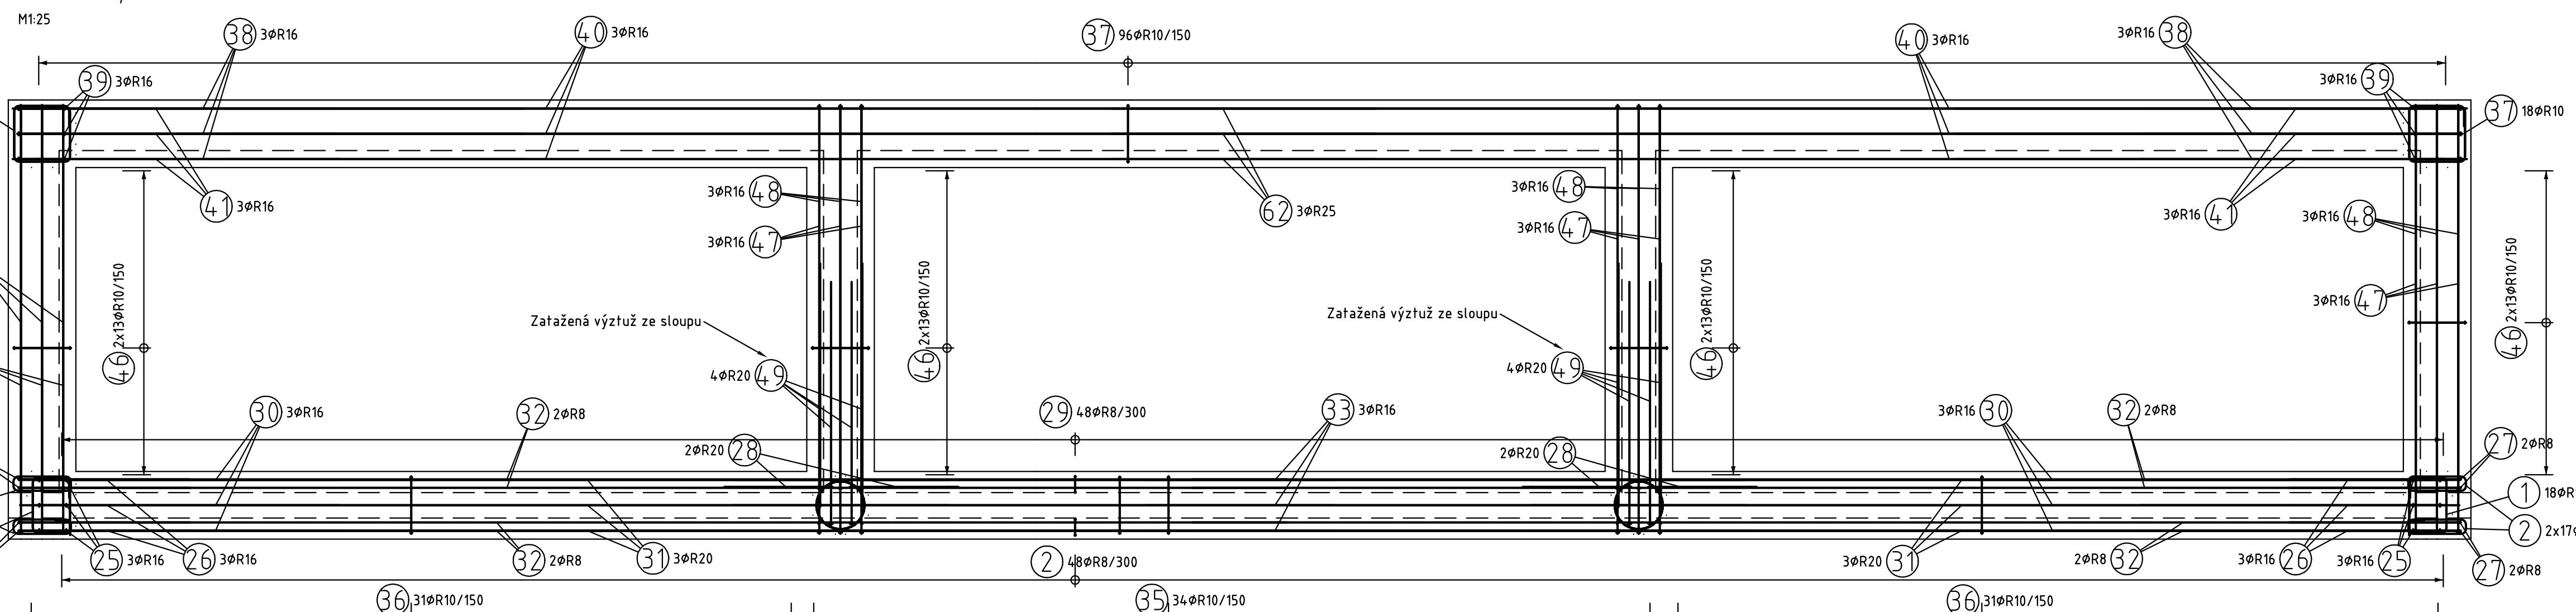 M1:25
38 3øR16
40 3øR16
37 96øR10/150
40 3øR16
3øR16 38
39 3øR16
3øR16 39
37 18øR10
41 3øR16
3øR16 48
62 3øR25
3øR16 48
3øR16 41
3øR16 48
3øR16 47
3øR16 47
3øR16 47
46 2x13øR10/150
46 2x13øR10/150
46 2x13øR10/150
46 2x13øR10/150
Zatažená výztuž ze sloupu
Zatažená výztuž ze sloupu
4øR20 49
4øR20 49
30 3øR16
32 2øR8
29 48øR8/300
33 3øR16
3øR16 30
32 2øR8
2øR20 28
2øR20 28
27 2øR8
1 18øR
2 2x17
25 3øR16
26 3øR16
32 2øR8
31 3øR20
2 48øR8/300
3øR20 31
2øR8 32
3øR16 26
3øR16 25
27 2øR8
36 31øR10/150
35 34øR10/150
36 31øR10/150